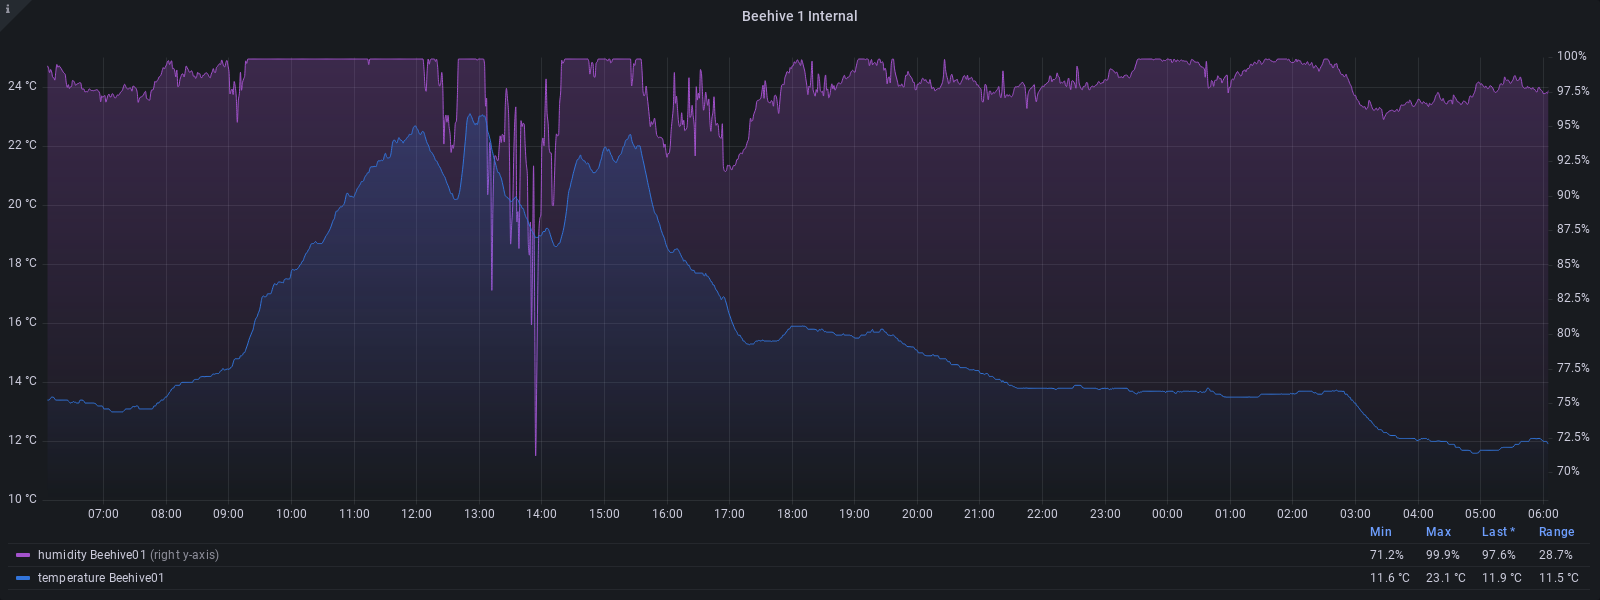 i
Beehive 1 Internal
24 °C
22 °C
20 °C
18 °C
16 °C
14 °C
12 °C
10 °C
100%
97.5%
95%
92.5%
90%
87.5%
85%
82.5%
80%
77.5%
75%
72.5%
70%
07:00 08:00 09:00 10:00 11:00 12:00 13:00 14:00 15:00 16:00 17:00 18:00 19:00 20:00 21:00 22:00 23:00 00:00 01:00 02:00 03:00 04:00 05:00 06:00
Min Max Last * Range
humidity Beehive01 (right y-axis) 71.2% 99.9% 97.6% 28.7%
temperature Beehive01 11.6 °C 23.1 °C 11.9 °C 11.5 °C